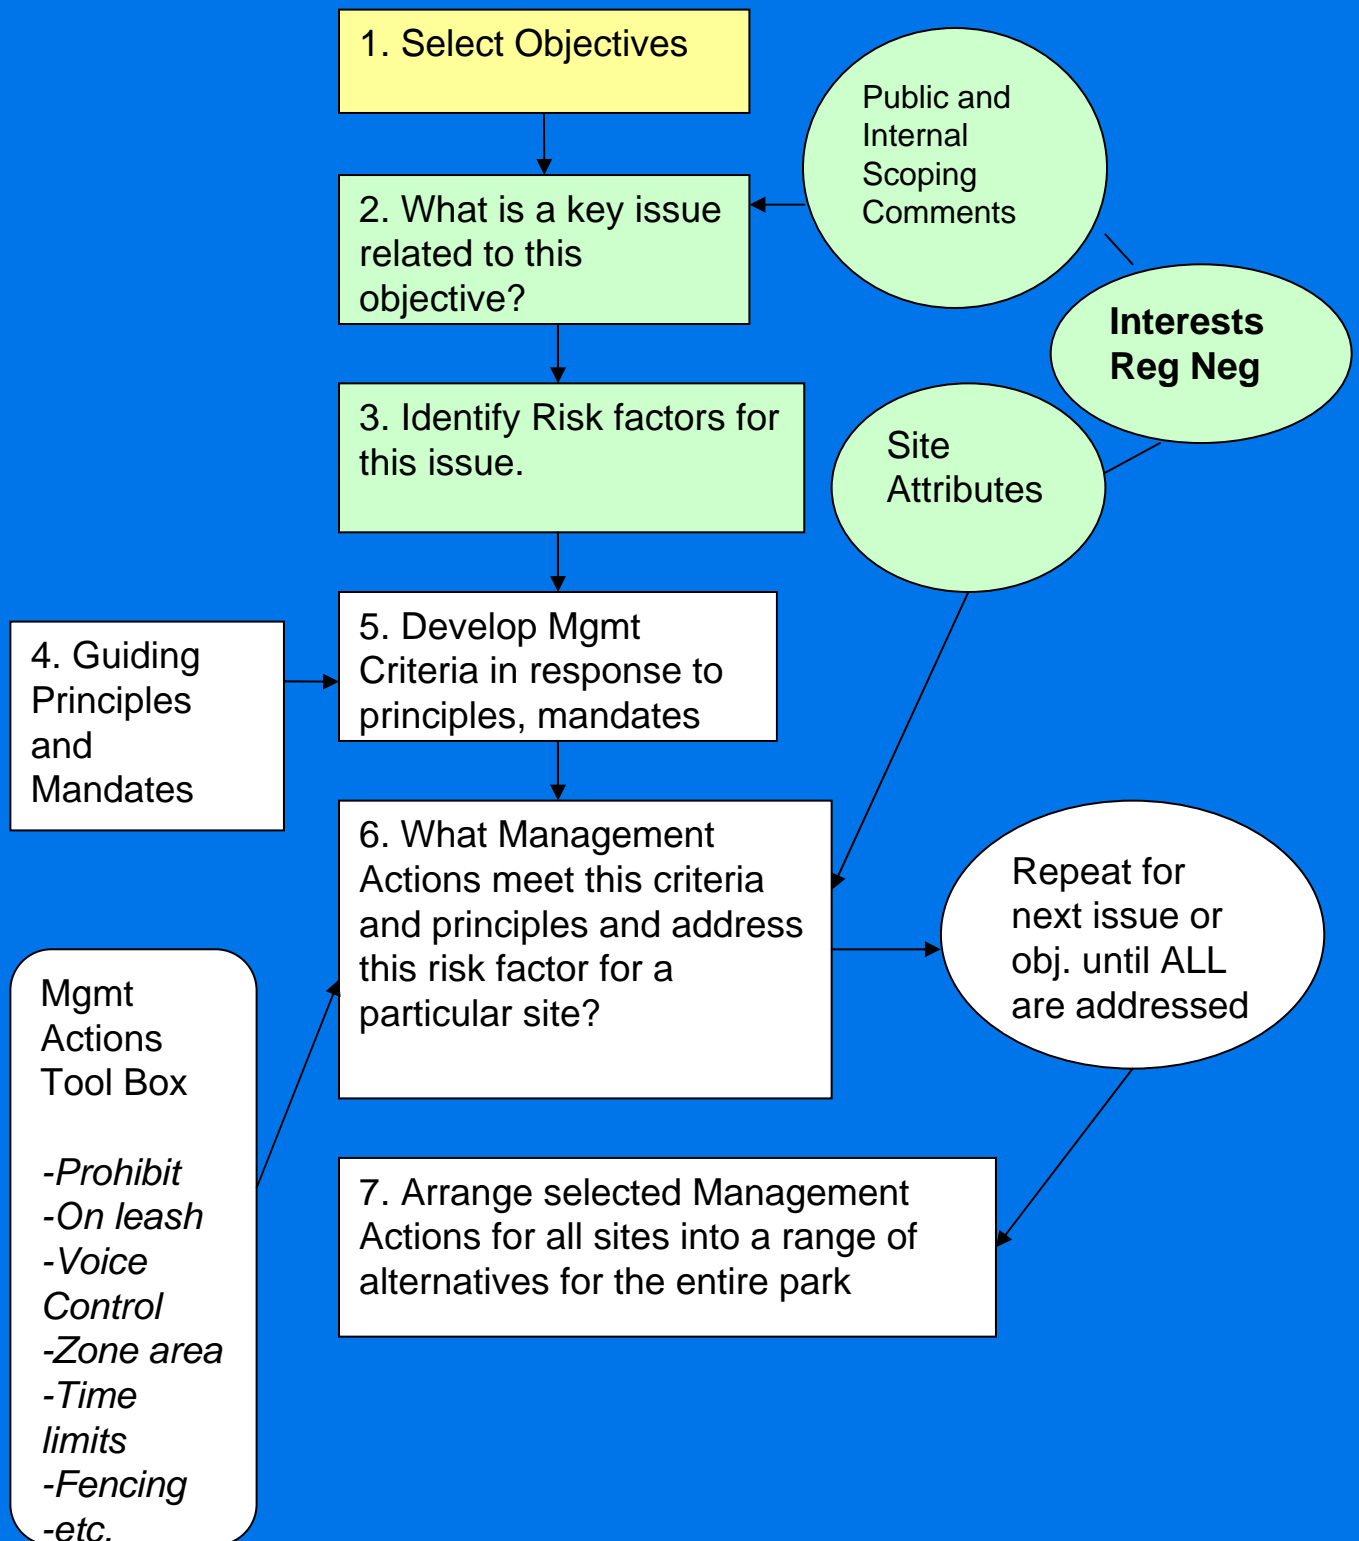 1. Select Objectives
Public and
Internal
Scoping
Comments
2. What is a key issue
related to this
objective?
Interests
Reg Neg
3. Identify Risk factors for
this issue.
Site
Attributes
4. Guiding
Principles
and
Mandates
5. Develop Mgmt
Criteria in response to
principles, mandates
6. What Management
Actions meet this criteria
and principles and address
this risk factor for a
particular site?
Repeat for
next issue or
obj. until ALL
are addressed
Mgmt
Actions
Tool Box
-Prohibit
-On leash
-Voice
Control
-Zone area
-Time
limits
-Fencing
-etc.
7. Arrange selected Management
Actions for all sites into a range of
alternatives for the entire park